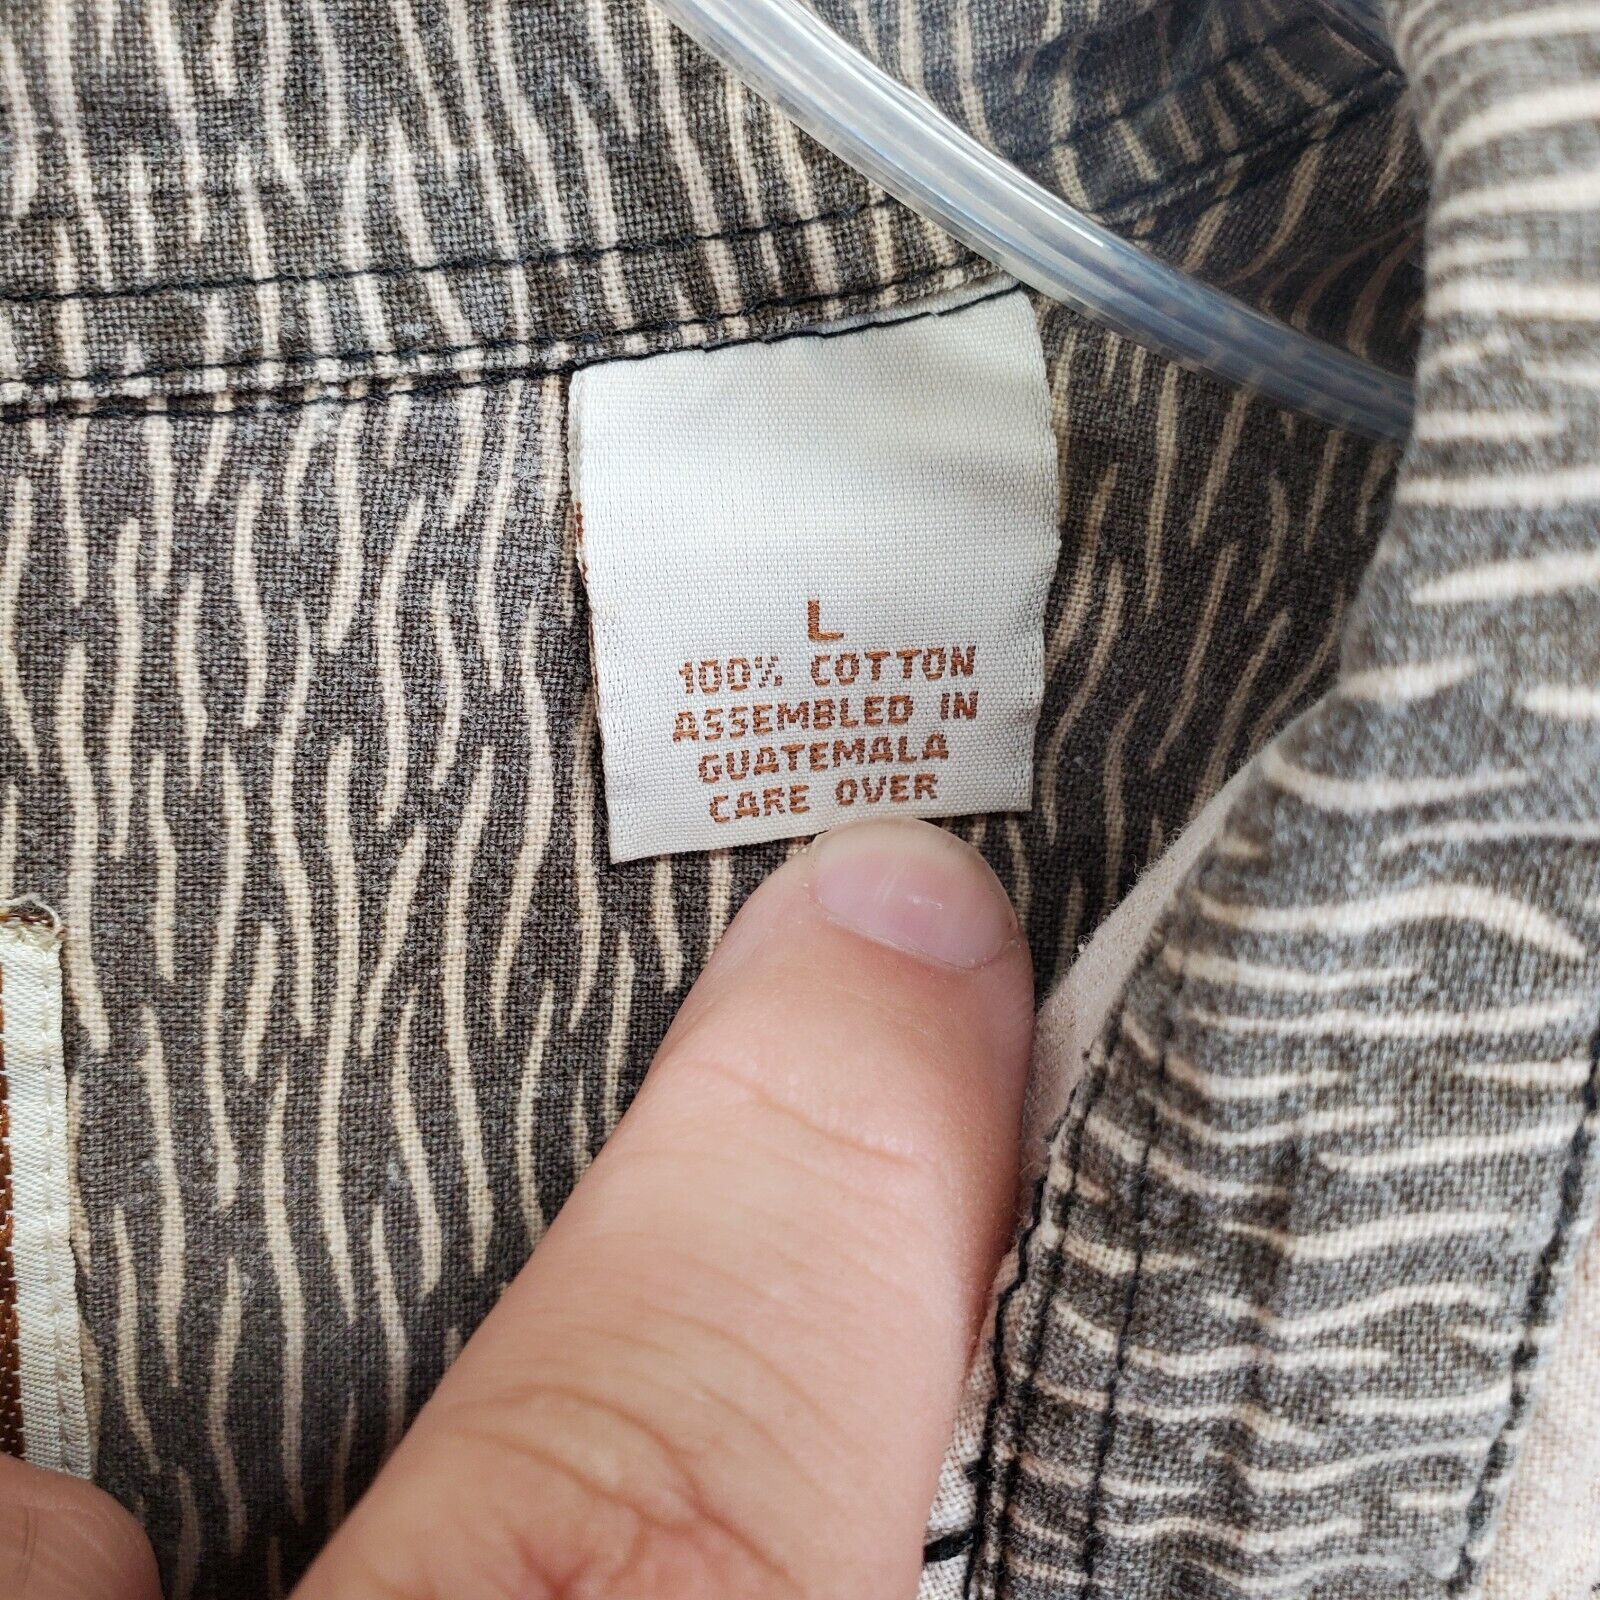 L
100% COTTON
ASSEMBLED IN
GUATEMALA
CARE OVER